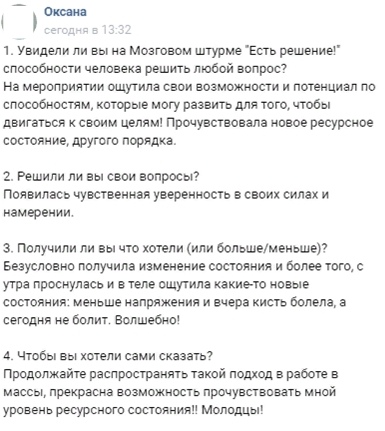 Оксана
сегодня в 13:32
1. Увидели ли вы на Мозговом штурме "Есть решение!"
способности человека решить любой вопрос?
На мероприятии ощутила свои возможности и потенциал по
способностям, которые могу развить для того, чтобы
двигаться к своим целям! Прочувствовала новое ресурсное
состояние, другого порядка.
2. Решили ли вы свои вопросы?
Появилась чувственная уверенность в своих силах и
намерении.
3. Получили ли вы что хотели (или больше/меньше)?
Безусловно получила изменение состояния и более того, с
утра проснулась и в теле ощутила какие-то новые
состояния: меньше напряжения и вчера кисть болела, а
сегодня не болит. Волшебно!
4. Чтобы вы хотели сами сказать?
Продолжайте распространять такой подход в работе в
массы, прекрасна возможность прочувствовать мной
уровень ресурсного состояния!! Молодцы!